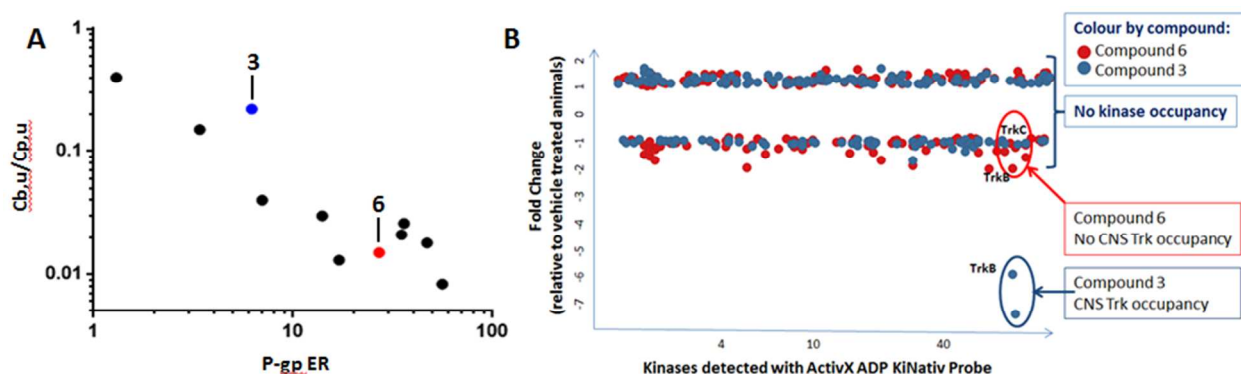 A
1
3
0.1
6
0.01
Cb,u/Cp,u
1
10
100
P-gp ER
B
2
1
0
-1
-2
-5
-6
-7
Fold Change
(relative to vehicle treated animals)
TrkC
TrkB
TrkB
4
10
40
Kinases detected with ActivX ADP KiNativ Probe
Colour by compound:
Compound 6
Compound 3
No kinase occupancy
Compound 6
No CNS Trk occupancy
Compound 3
CNS Trk occupancy